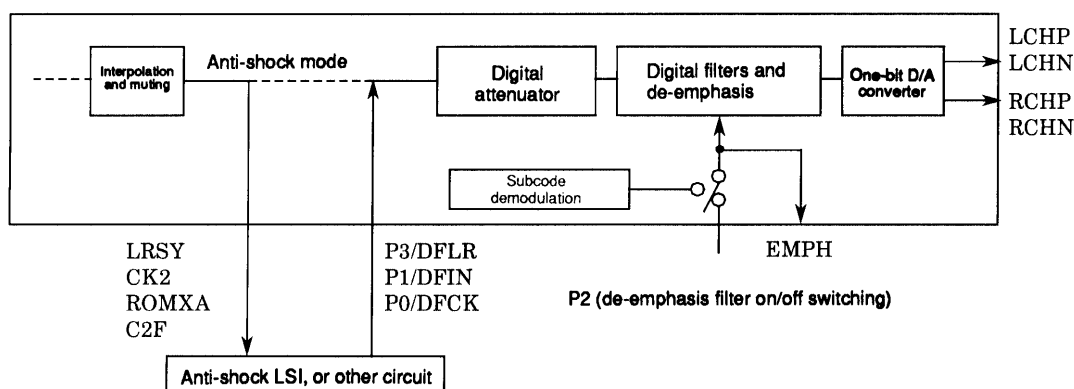 Interpolation
and muting
Anti-shock mode
Digital
attenuator
Digital filters and
de-emphasis
One-bit D/A
converter
LCHP
LCHN
RCHP
RCHN
Subcode
demodulation
LRSY
CK2
ROMXA
C2F
P3/DFLR
P1/DFIN
P0/DFCK
EMPH
P2 (de-emphasis filter on/off switching)
Anti-shock LSI, or other circuit